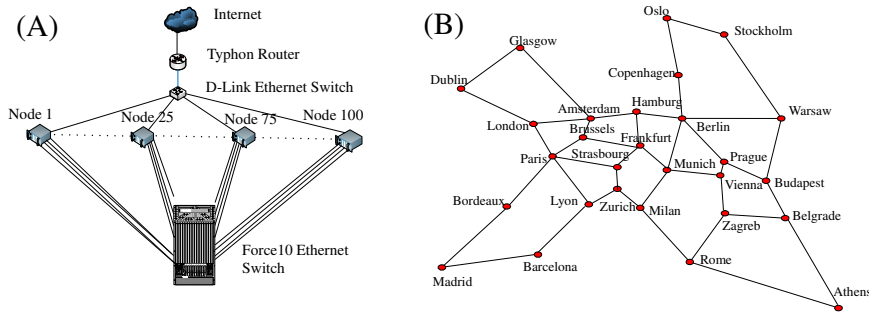 (A)
Internet
Typhon Router
D-Link Ethernet Switch
Node 1
Node 25
Node 75
Node 100
Force10 Ethernet
Switch
(B)
Oslo
Stockholm
Glasgow
Copenhagen
Dublin
Hamburg
Amsterdam
Warsaw
London
Brussels
Berlin
Frankfurt
Paris
Strasbourg
Munich
Prague
Vienna
Budapest
Bordeaux
Lyon
Zurich
Milan
Zagreb
Belgrade
Rome
Barcelona
Madrid
Athens